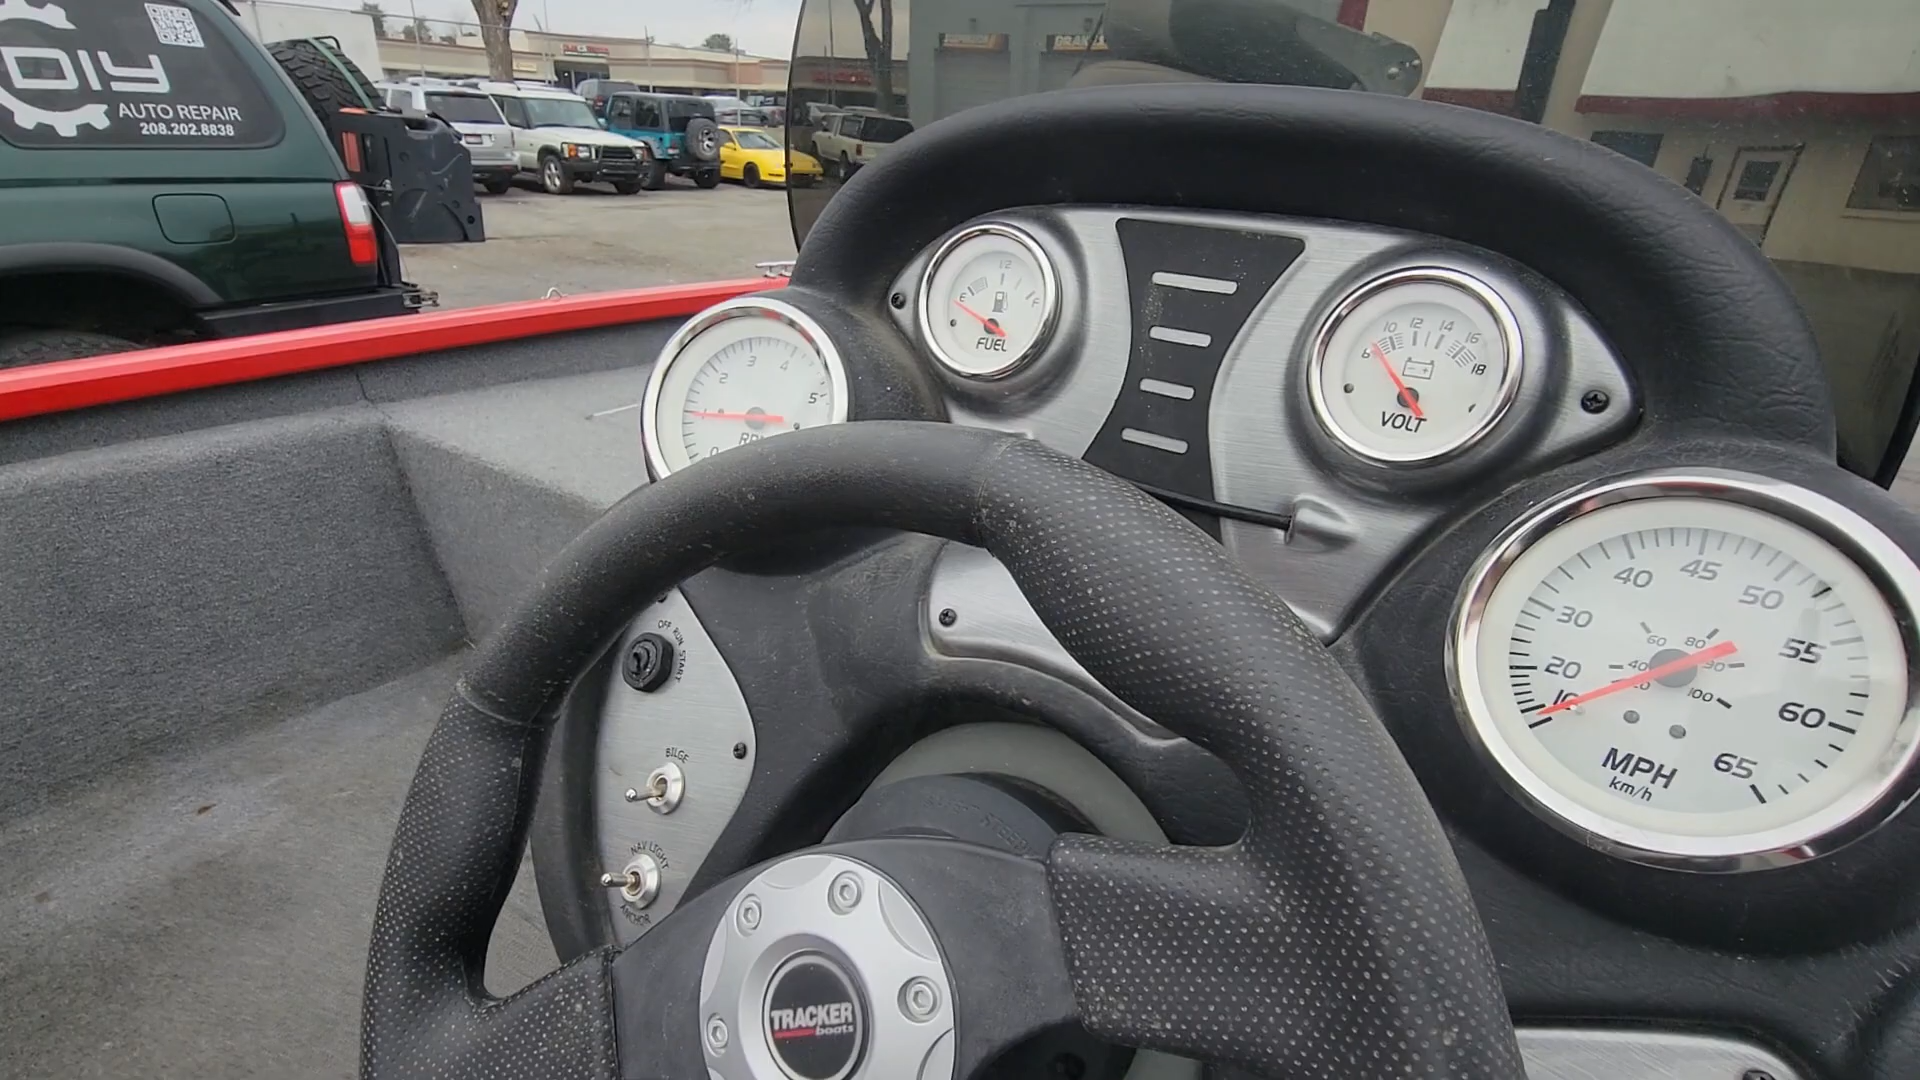 DIY
AUTO REPAIR
208.202.8838
2
3
4
5
0
E
12
F
FUEL
8
10
12
14
16
18
VOLT
10
20
30
40
45
50
55
60
65
40
60
80
90
100
MPH
km/h
OFF RUN START
BILGE
NAV LIGHT
ANCHOR
TRACKER
boats